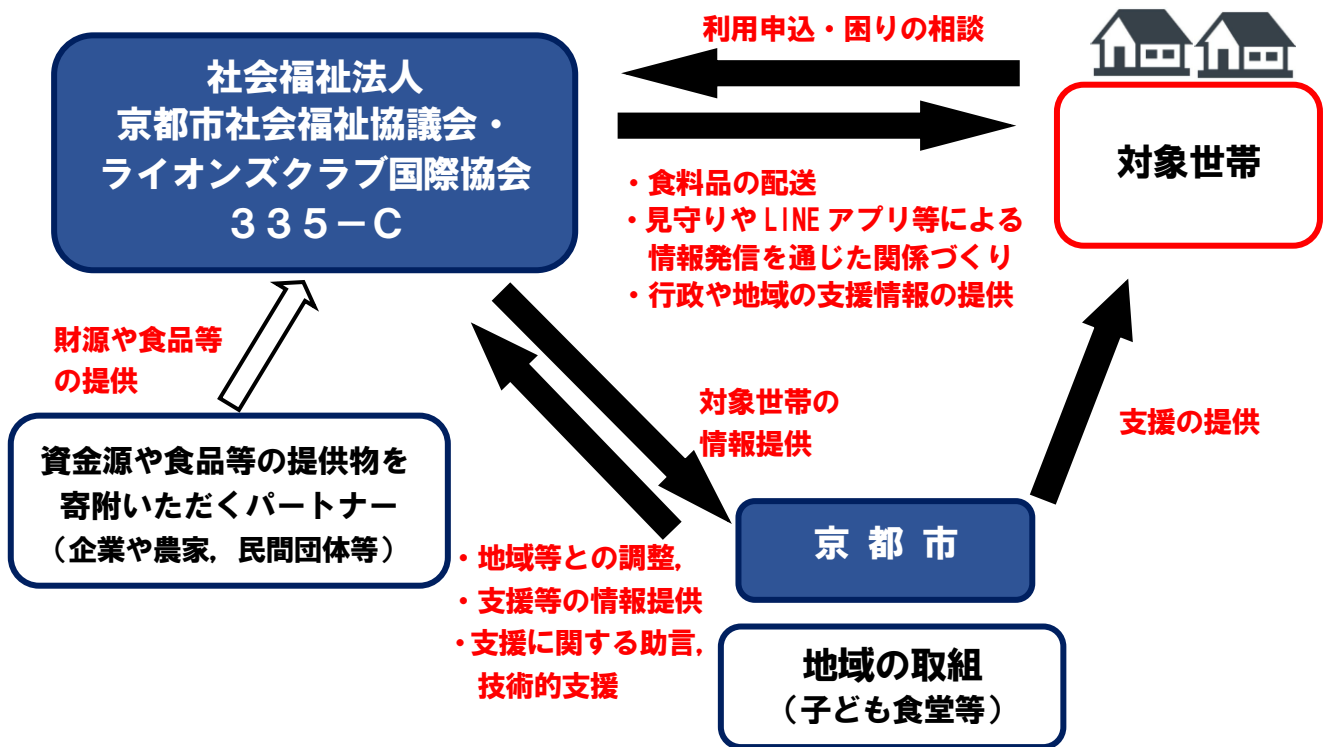 利用申込・困りの相談
社会福祉法人
京都市社会福祉協議会・
ライオンズクラブ国際協会
３３５－Ｃ
対象世帯
・食料品の配送
・見守りや LINE アプリ等による
情報発信を通じた関係づくり
・行政や地域の支援情報の提供
財源や食品等
の提供
対象世帯の
情報提供
支援の提供
資金源や食品等の提供物を
寄附いただくパートナー
（企業や農家，民間団体等）
京 都 市
・地域等との調整，
・支援等の情報提供
・支援に関する助言，
技術的支援
地域の取組
（子ども食堂等）